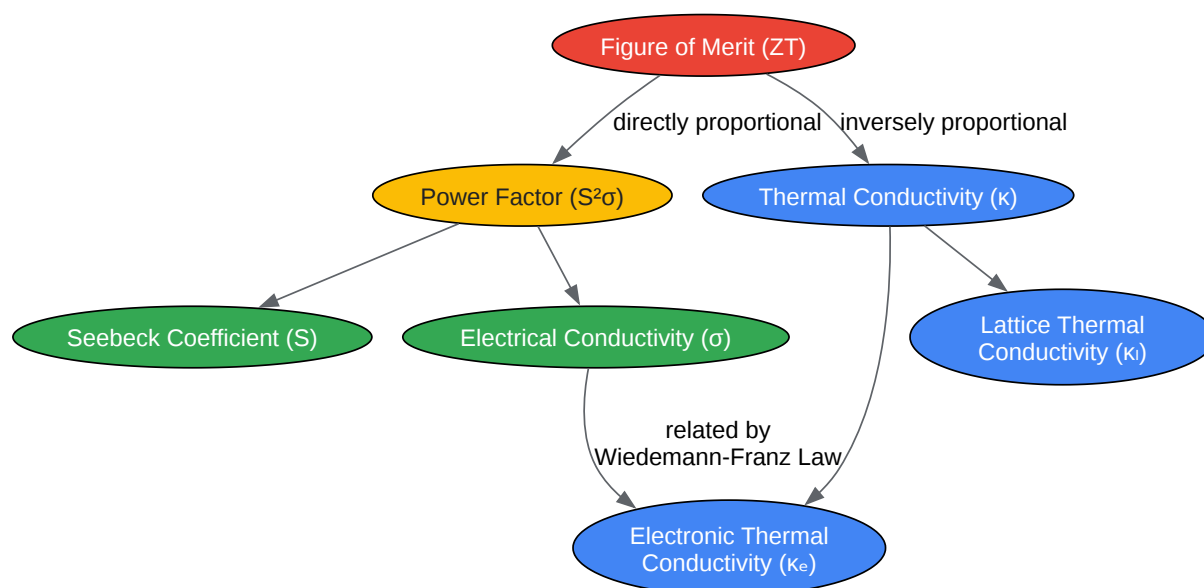 Figure of Merit (ZT)
directly proportional
inversely proportional
Power Factor (S²σ)
Thermal Conductivity (κ)
Seebeck Coefficient (S)
Electrical Conductivity (σ)
Lattice Thermal
Conductivity (κₗ)
related by
Wiedemann-Franz Law
Electronic Thermal
Conductivity (κₑ)